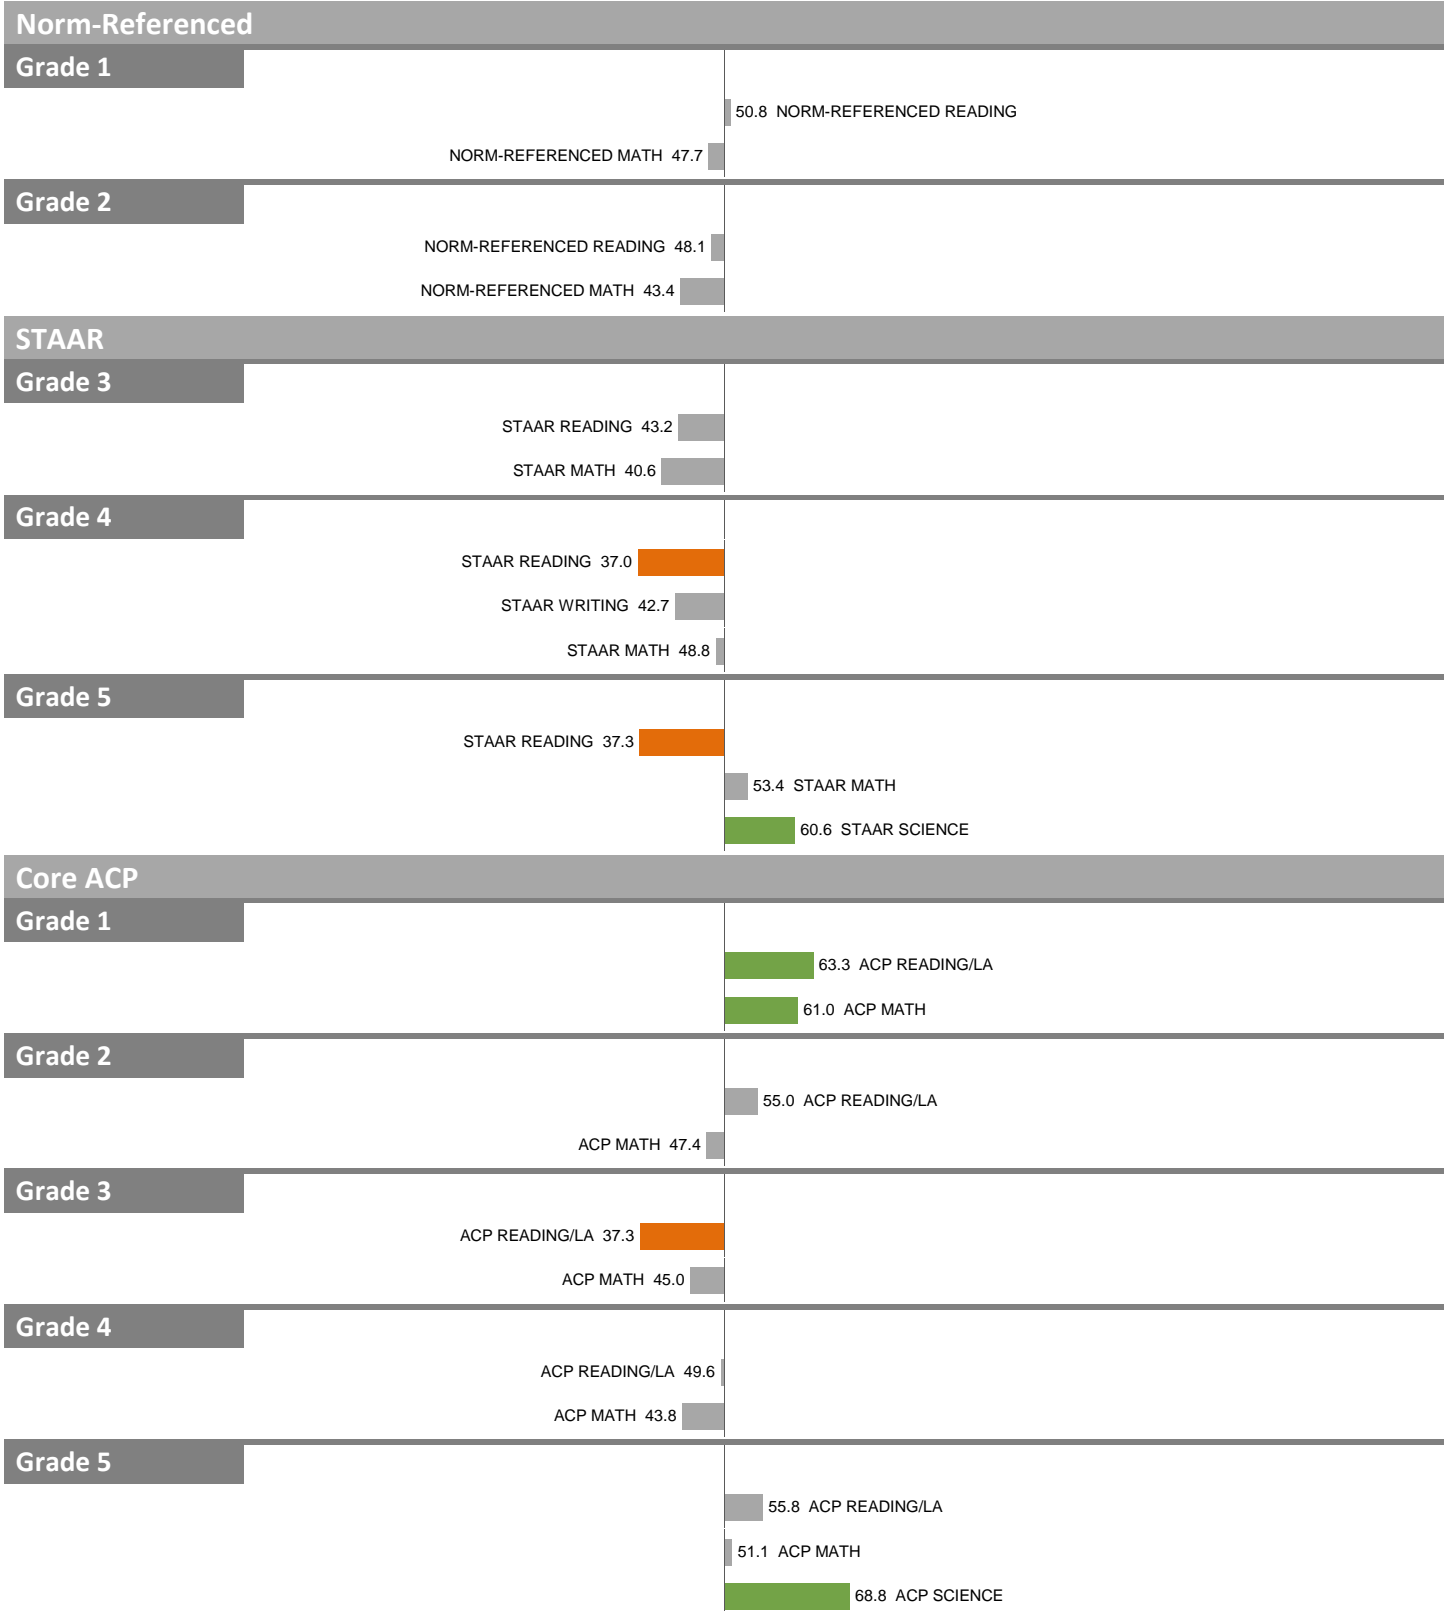 Norm-Referenced
Grade 1
50.8 NORM-REFERENCED READING
NORM-REFERENCED MATH 47.7
Grade 2
NORM-REFERENCED READING 48.1
NORM-REFERENCED MATH 43.4
STAAR
Grade 3
STAAR READING 43.2
STAAR MATH 40.6
Grade 4
STAAR READING 37.0
STAAR WRITING 42.7
STAAR MATH 48.8
Grade 5
STAAR READING 37.3
53.4 STAAR MATH
60.6 STAAR SCIENCE
Core ACP
Grade 1
63.3 ACP READING/LA
61.0 ACP MATH
Grade 2
55.0 ACP READING/LA
ACP MATH 47.4
Grade 3
ACP READING/LA 37.3
ACP MATH 45.0
Grade 4
ACP READING/LA 49.6
ACP MATH 43.8
Grade 5
55.8 ACP READING/LA
51.1 ACP MATH
68.8 ACP SCIENCE